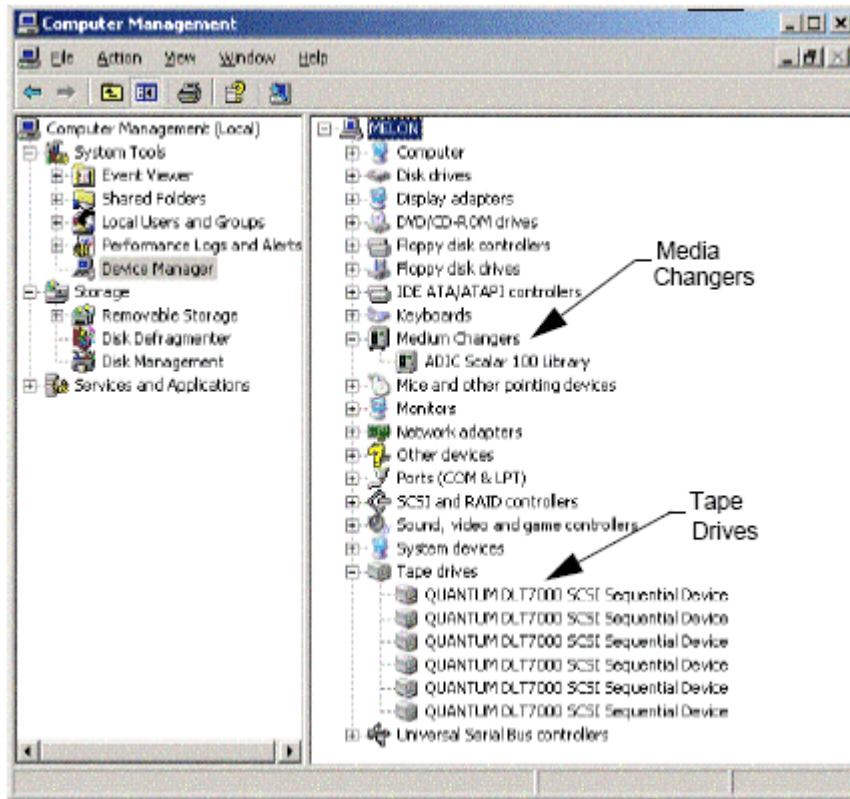 Computer Management
File Action View Window Help
Computer Management (Local)
System Tools
Event Viewer
Shared Folders
Local Users and Groups
Performance Logs and Alerts
Device Manager
Storage
Removable Storage
Disk Defragmenter
Disk Management
Services and Applications
MELON
Computer
Disk drives
Display adapters
DVD/CD-ROM drives
Floppy disk controllers
Floppy disk drives
IDE ATA/ATAPI controllers
Keyboards
Medium Changers
ADIC Scalar 100 Library
Mice and other pointing devices
Monitors
Network adapters
Other devices
Ports (COM & LPT)
SCSI and RAID controllers
Sound, video and game controllers
System devices
Tape drives
QUANTUM DLT7000 SCSI Sequential Device
QUANTUM DLT7000 SCSI Sequential Device
QUANTUM DLT7000 SCSI Sequential Device
QUANTUM DLT7000 SCSI Sequential Device
QUANTUM DLT7000 SCSI Sequential Device
QUANTUM DLT7000 SCSI Sequential Device
Universal Serial Bus controllers
Media
Changers
Tape
Drives